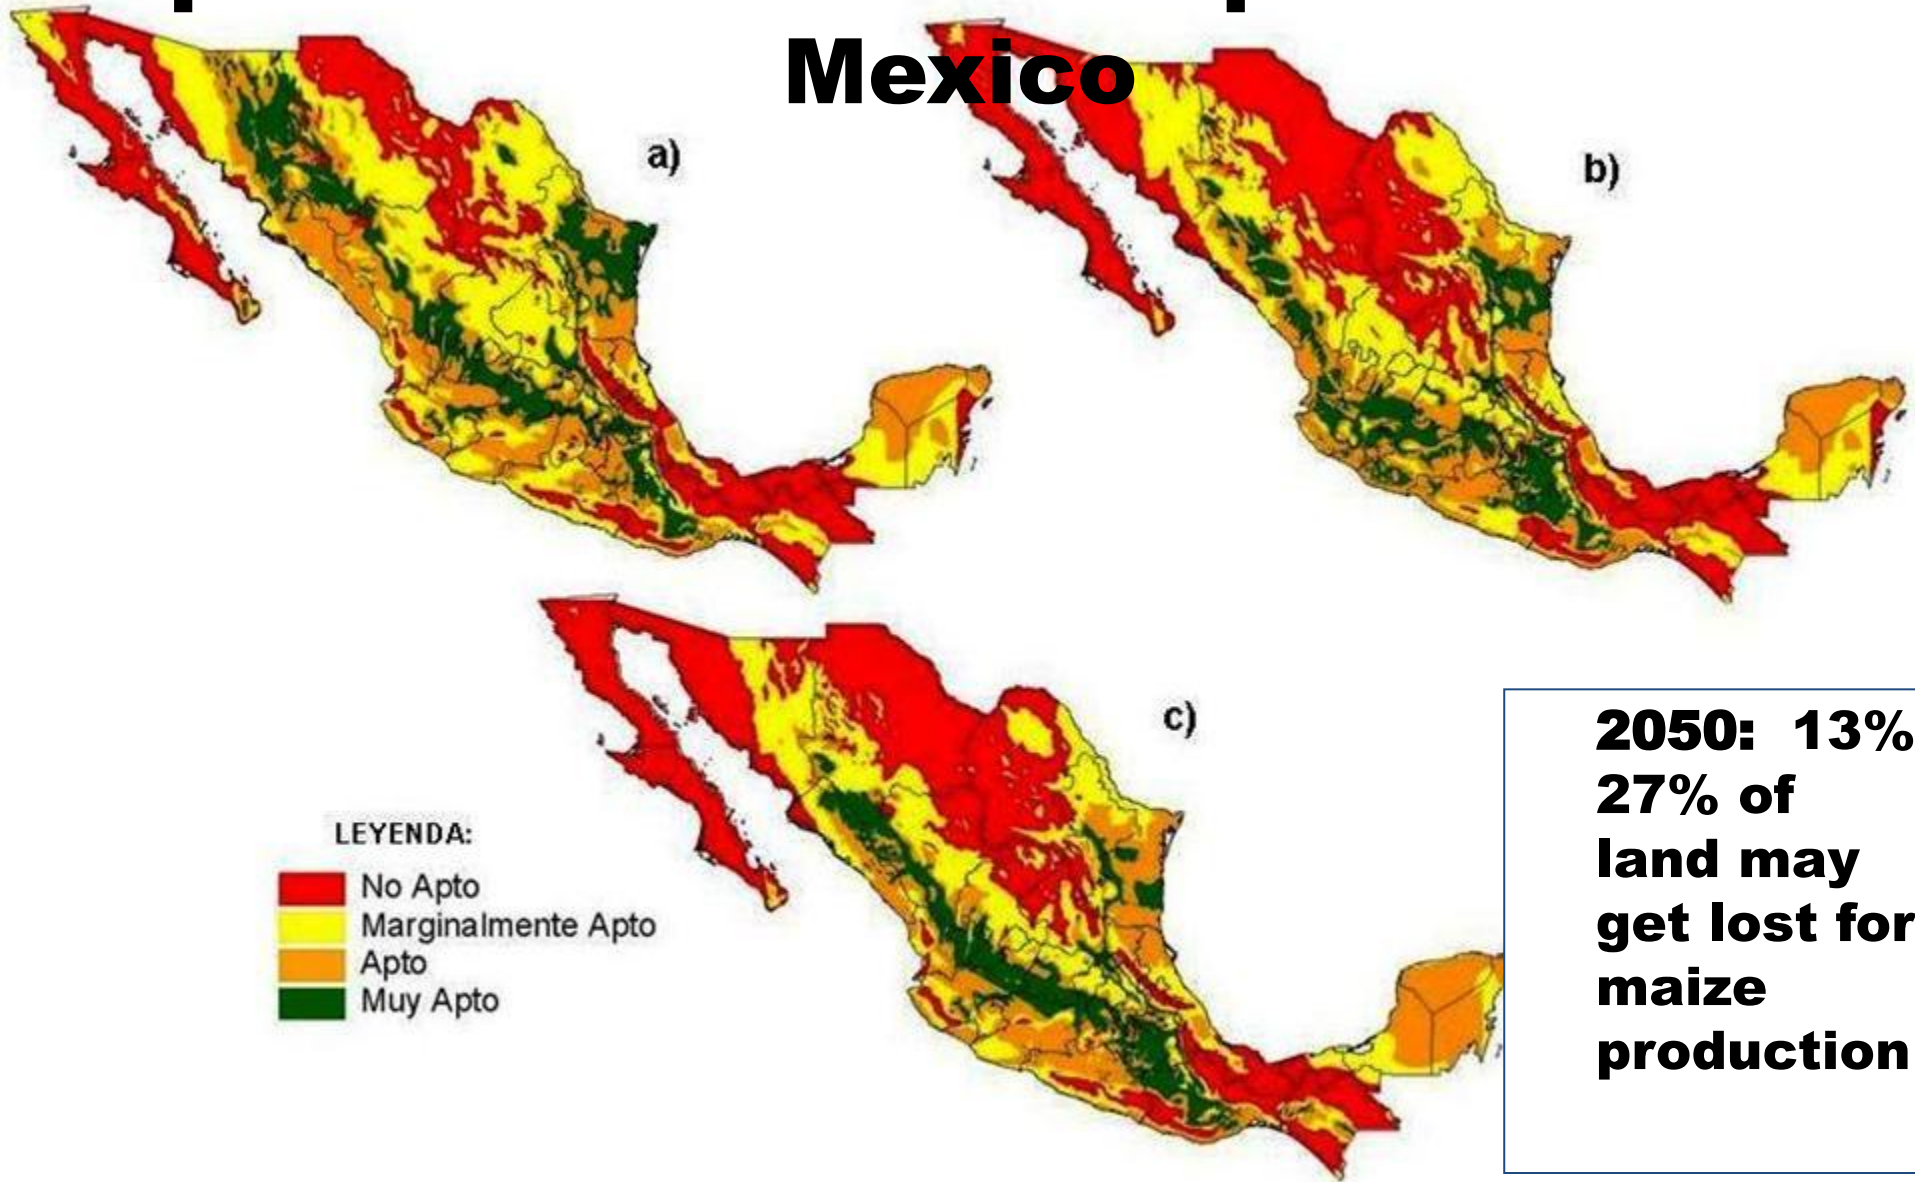 Mexico
a)
b)
c)
LEYENDA:
No Apto
Marginalmente Apto
Apto
Muy Apto
2050: 13%
27% of
land may
get lost for
maize
production